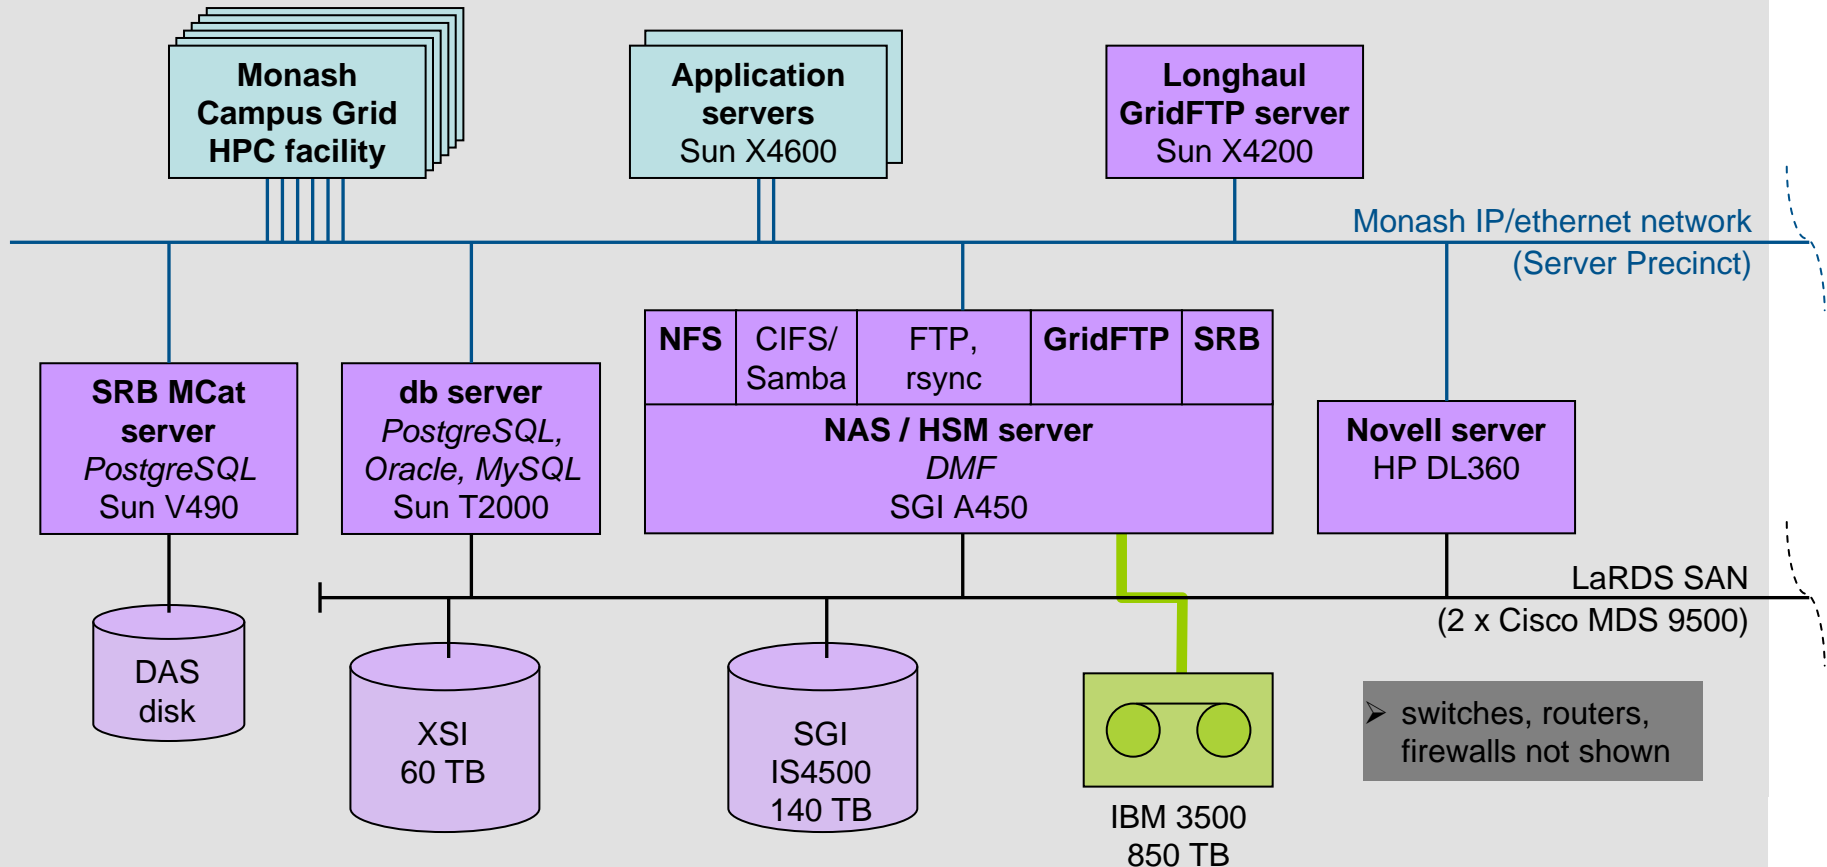 Monash
Campus Grid
HPC facility
Application
servers
Sun X4600
Longhaul
GridFTP server
Sun X4200
Monash IP/ethernet network
(Server Precinct)
SRB MCat
server
PostgreSQL
Sun V490
db server
PostgreSQL,
Oracle, MySQL
Sun T2000
NFS
CIFS/
Samba
FTP,
rsync
GridFTP
SRB
NAS / HSM server
DMF
SGI A450
Novell server
HP DL360
LaRDS SAN
(2 x Cisco MDS 9500)
DAS
disk
XSI
60 TB
SGI
IS4500
140 TB
IBM 3500
850 TB
➢ switches, routers,
firewalls not shown